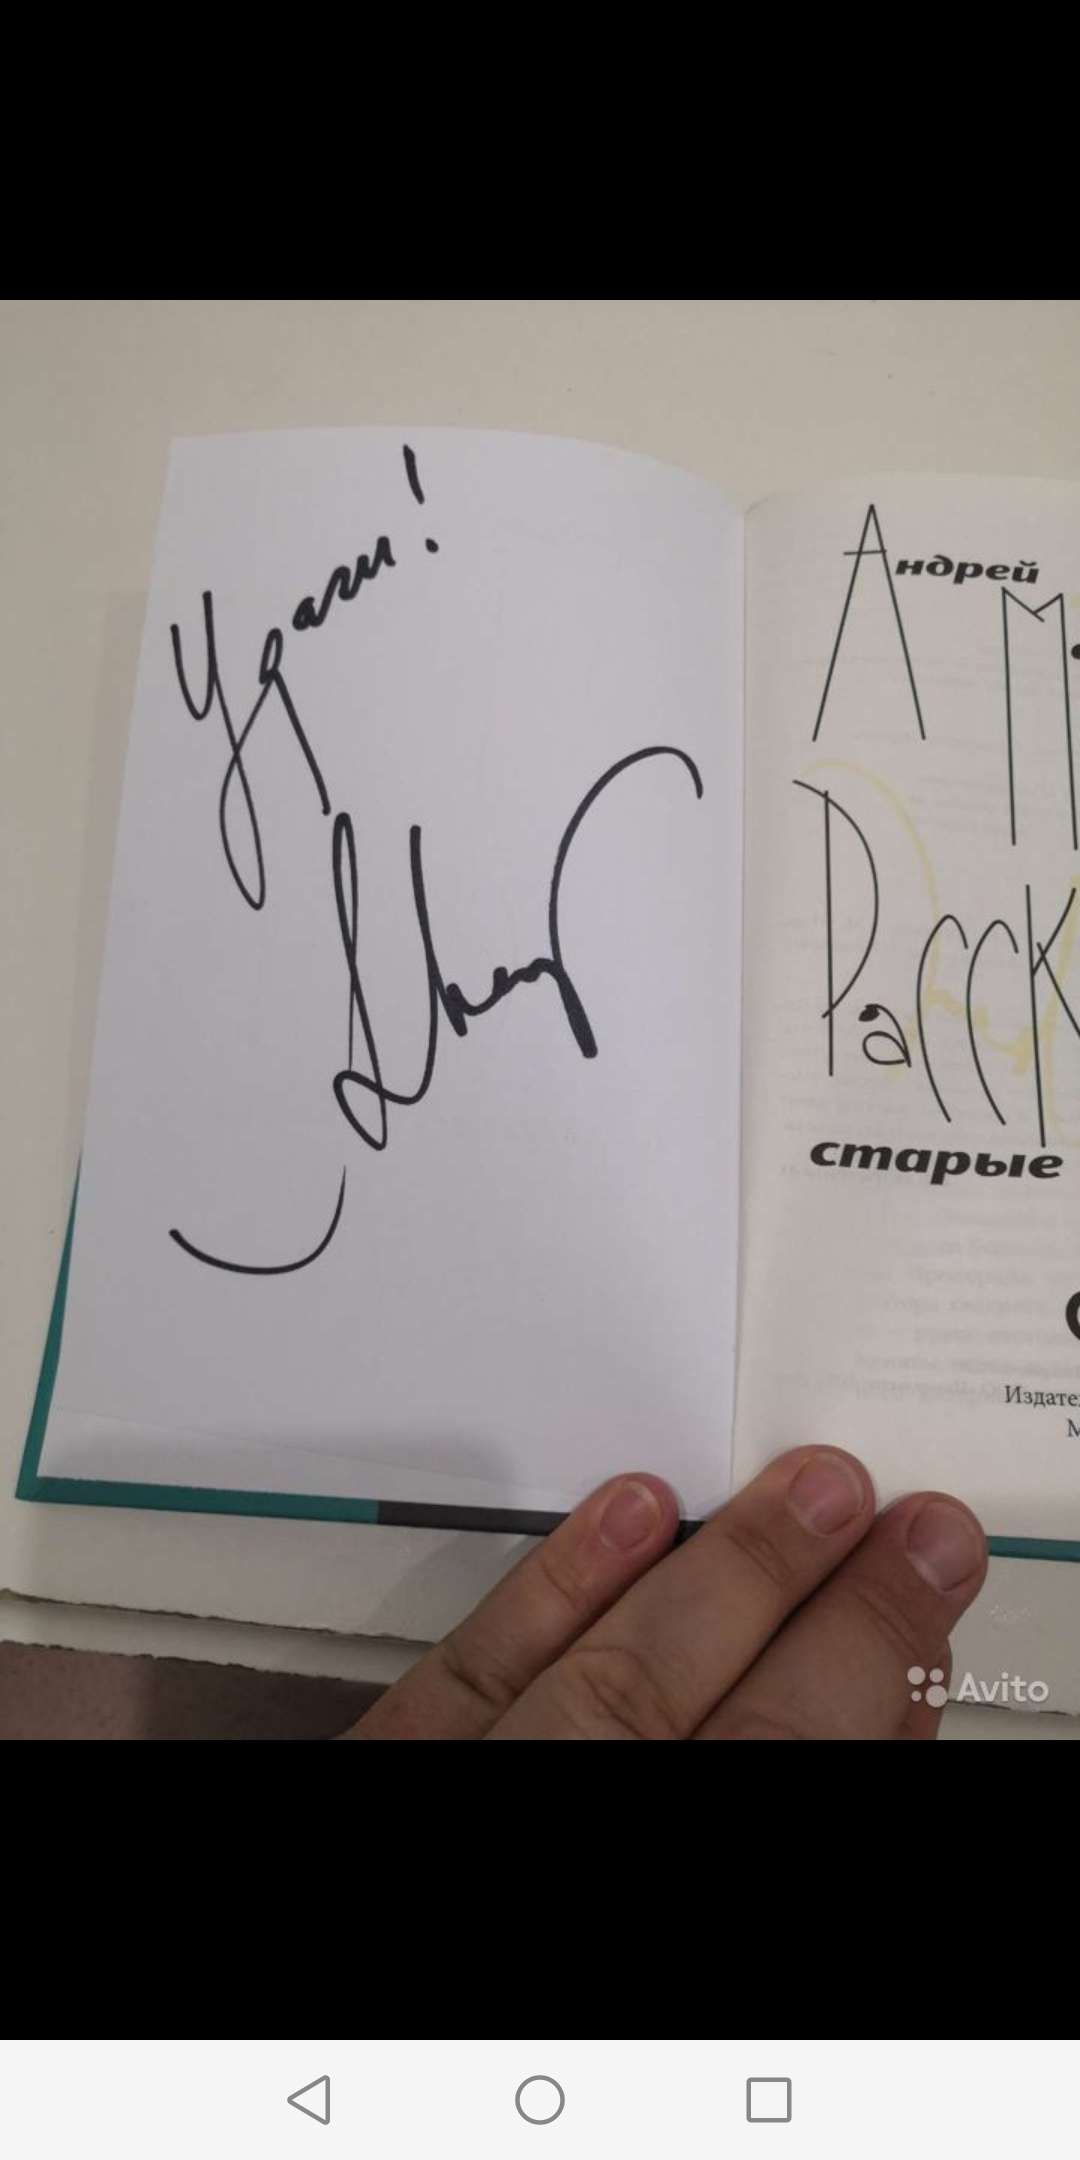 Удачи!
Андрей
М
Расск
старые
Издате
М
Avito